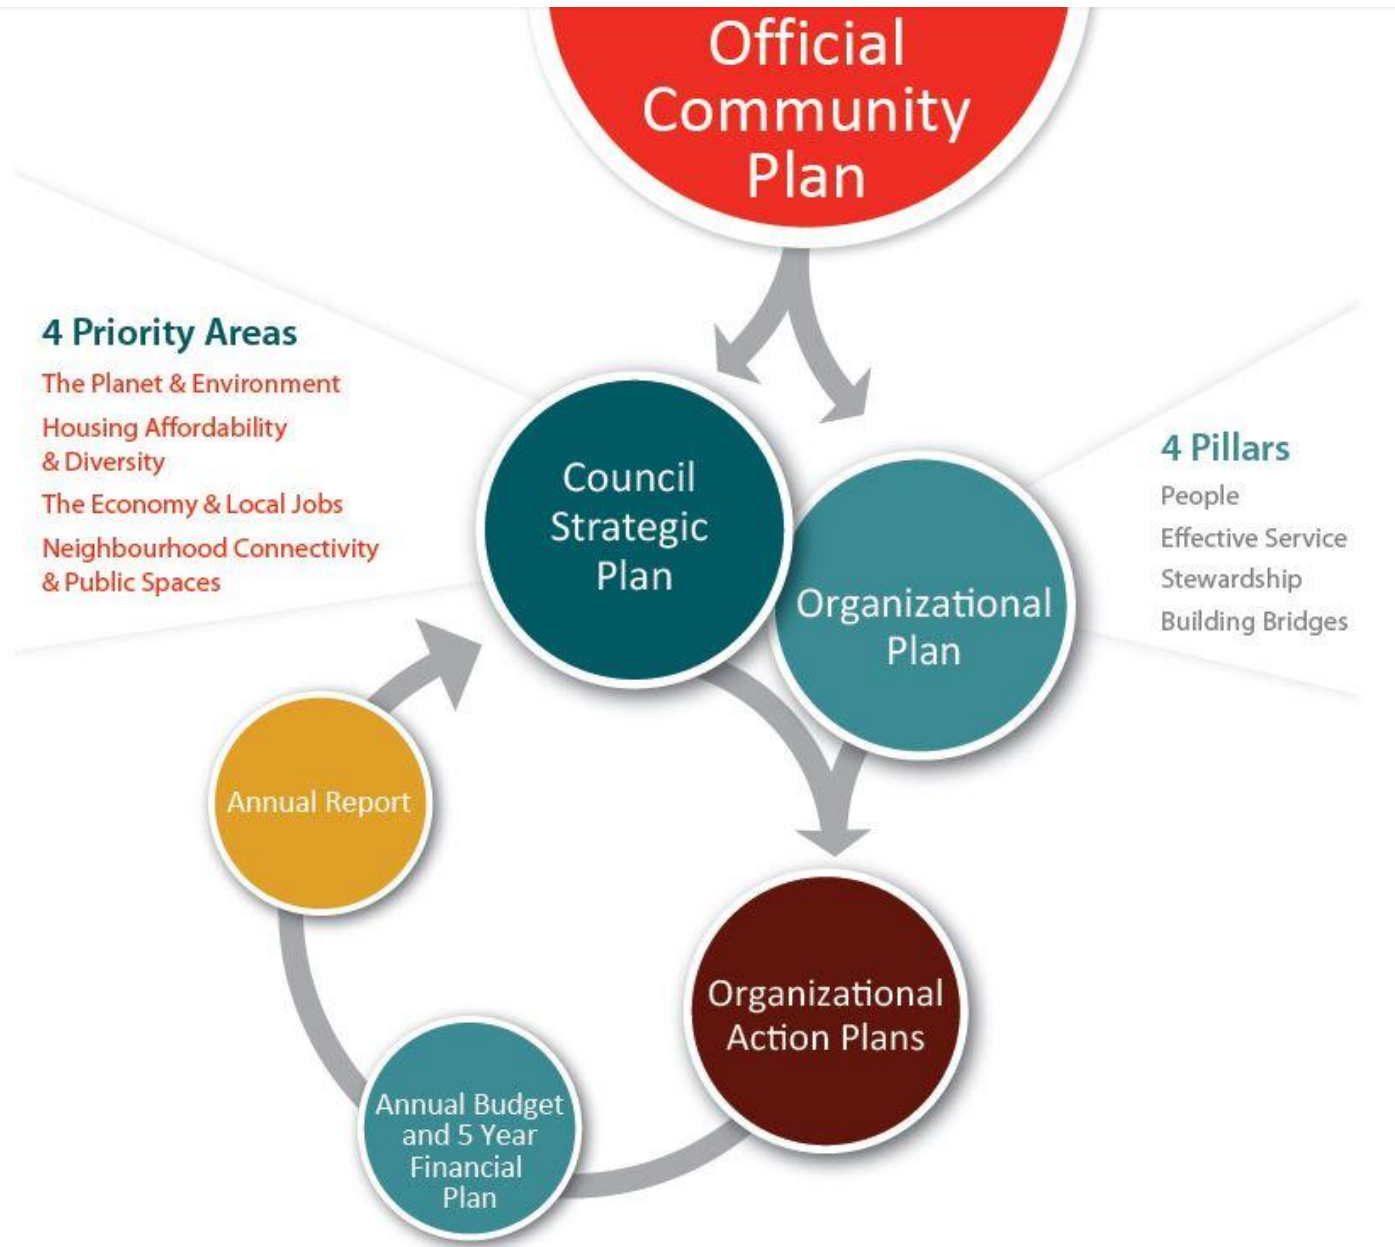 Official
Community
Plan
4 Priority Areas
The Planet & Environment
Housing Affordability
& Diversity
The Economy & Local Jobs
Neighbourhood Connectivity
& Public Spaces
Council
Strategic
Plan
Organizational
Plan
4 Pillars
People
Effective Service
Stewardship
Building Bridges
Annual Report
Organizational
Action Plans
Annual Budget
and 5 Year
Financial
Plan